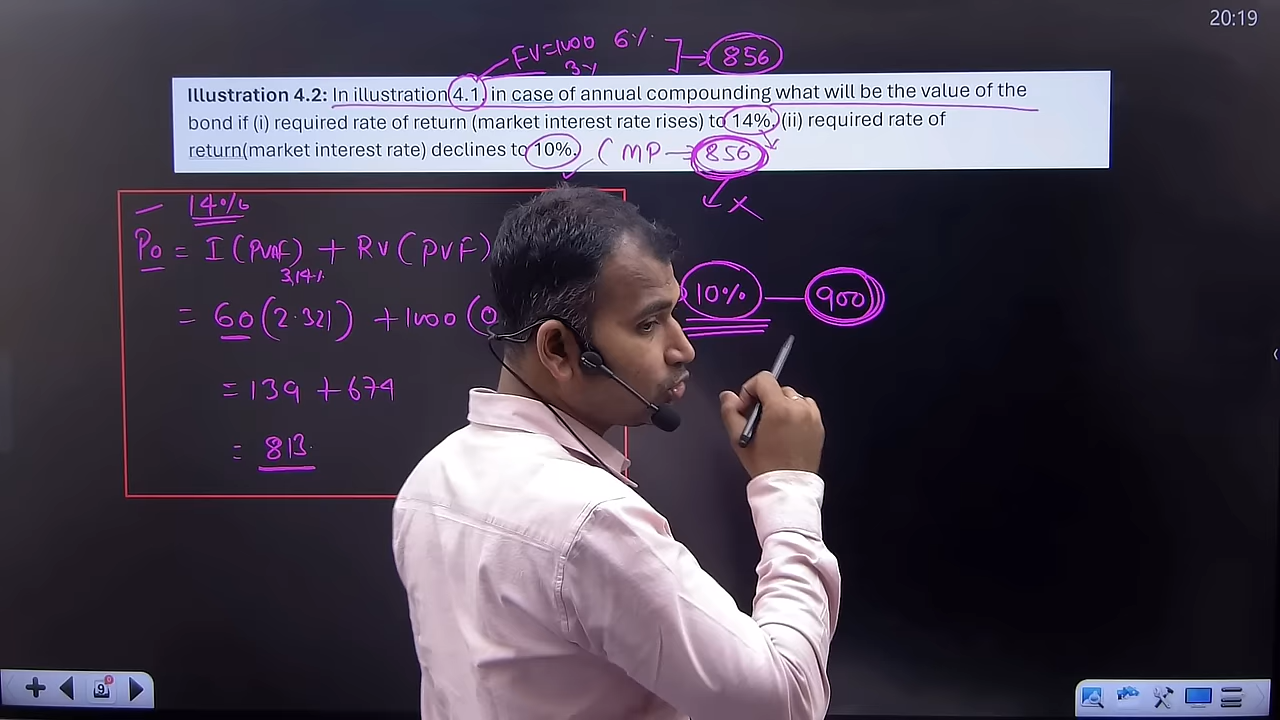 20:19
FV=1000 6%
3y
856
Illustration 4.2: In illustration 4.1, in case of annual compounding what will be the value of the
bond if (i) required rate of return (market interest rate rises) to 14%, (ii) required rate of
return(market interest rate) declines to 10%.
(MP → 856
X
14%
P0 = I (PVAF) + RV (PVF)
3,14%
= 60 (2.321) + 1000 (0
= 139 + 674
= 813
10% — 900
9